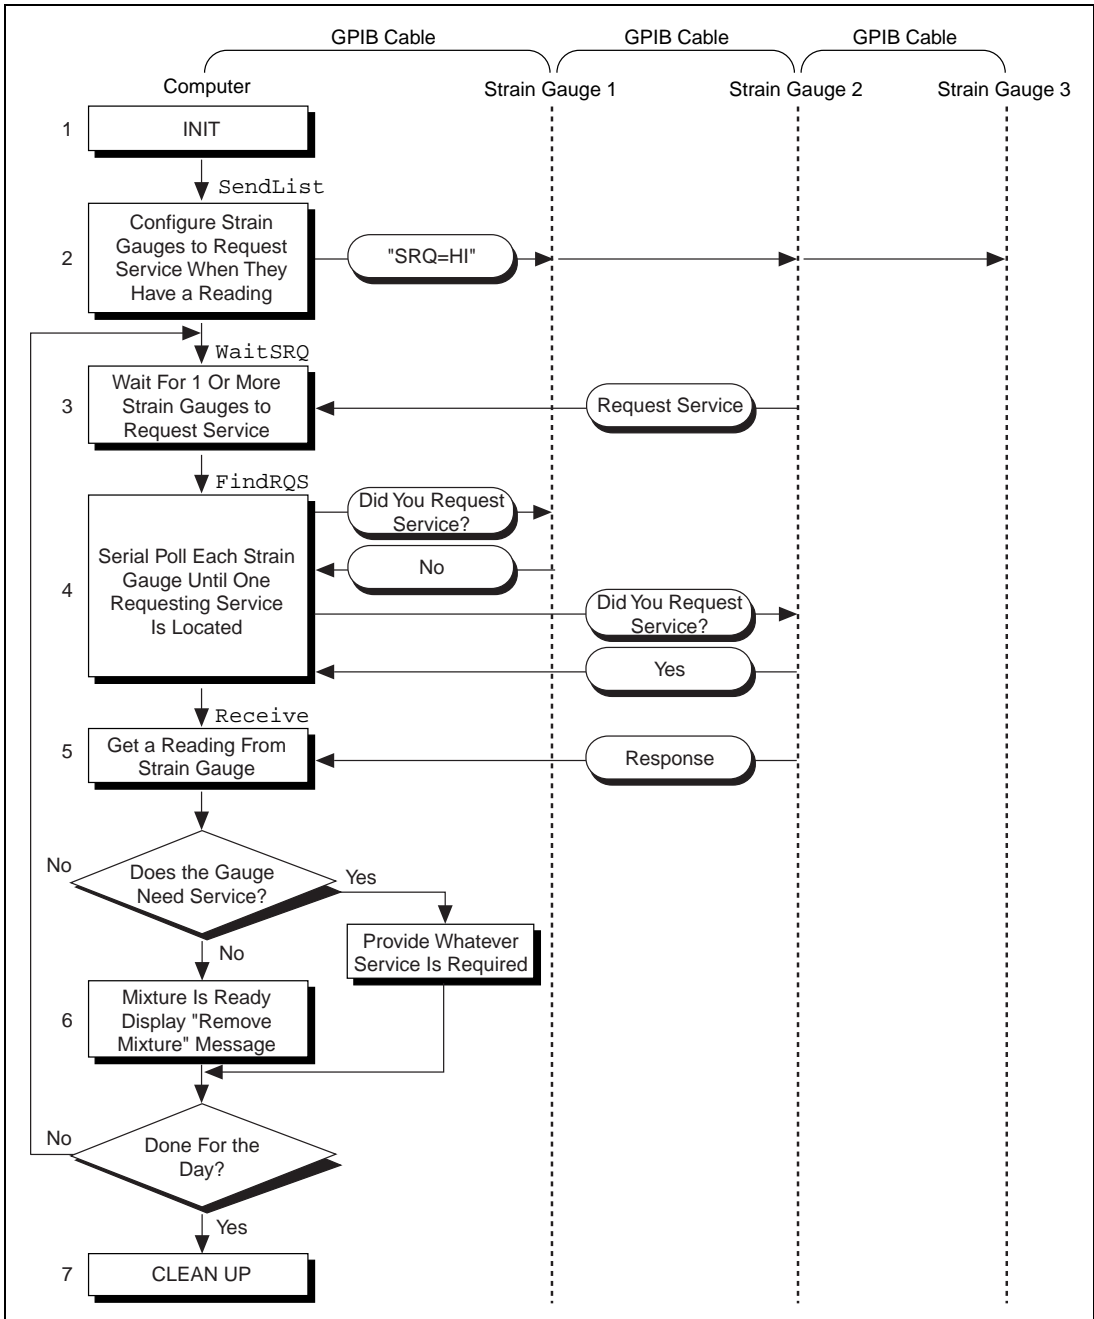 GPIB Cable GPIB Cable GPIB Cable
Computer Strain Gauge 1 Strain Gauge 2 Strain Gauge 3
1 INIT
SendList
2 Configure Strain
Gauges to Request
Service When They
Have a Reading
"SRQ=HI"
WaitSRQ
3 Wait For 1 Or More
Strain Gauges to
Request Service
Request Service
FindRQS
4 Serial Poll Each Strain
Gauge Until One
Requesting Service
Is Located
Did You Request
Service?
No
Did You Request
Service?
Yes
Receive
5 Get a Reading From
Strain Gauge
Response
No
Does the Gauge
Need Service?
Yes
Provide Whatever
Service Is Required
No
6 Mixture Is Ready
Display "Remove
Mixture" Message
No
Done For the
Day?
Yes
7 CLEAN UP